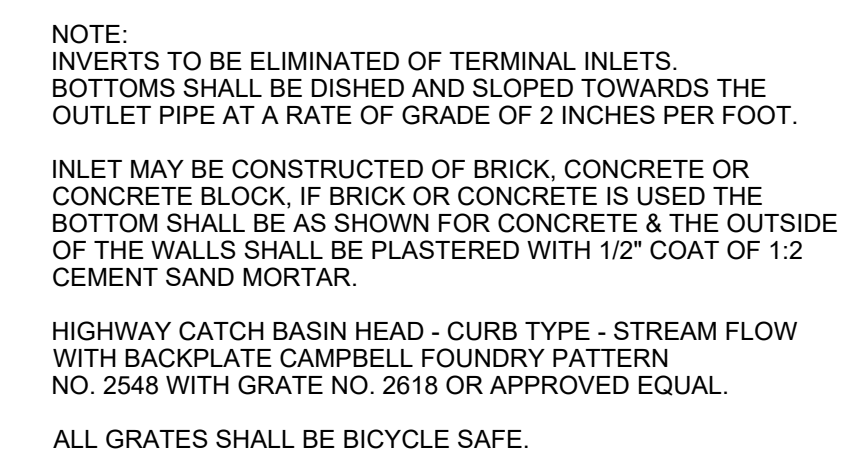 NOTE:
INVERTS TO BE ELIMINATED OF TERMINAL INLETS.
BOTTOMS SHALL BE DISHED AND SLOPED TOWARDS THE
OUTLET PIPE AT A RATE OF GRADE OF 2 INCHES PER FOOT.
INLET MAY BE CONSTRUCTED OF BRICK, CONCRETE OR
CONCRETE BLOCK, IF BRICK OR CONCRETE IS USED THE
BOTTOM SHALL BE AS SHOWN FOR CONCRETE & THE OUTSIDE
OF THE WALLS SHALL BE PLASTERED WITH 1/2" COAT OF 1:2
CEMENT SAND MORTAR.
HIGHWAY CATCH BASIN HEAD - CURB TYPE - STREAM FLOW
WITH BACKPLATE CAMPBELL FOUNDRY PATTERN
NO. 2548 WITH GRATE NO. 2618 OR APPROVED EQUAL.
ALL GRATES SHALL BE BICYCLE SAFE.